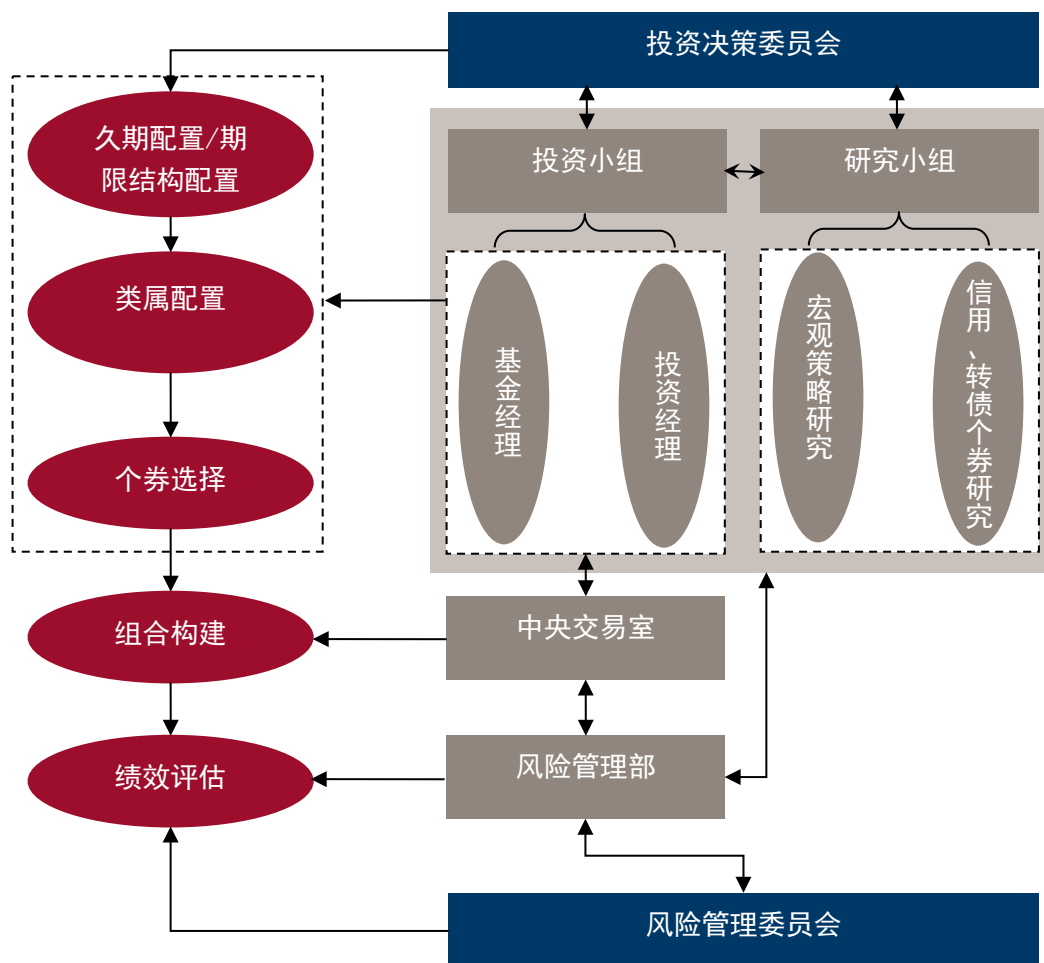 投资决策委员会
久期配置/期
限结构配置
投资小组
研究小组
类属配置
基金经理
投资经理
宏观策略研究
信用、转债个券研究
个券选择
组合构建
中央交易室
绩效评估
风险管理部
风险管理委员会